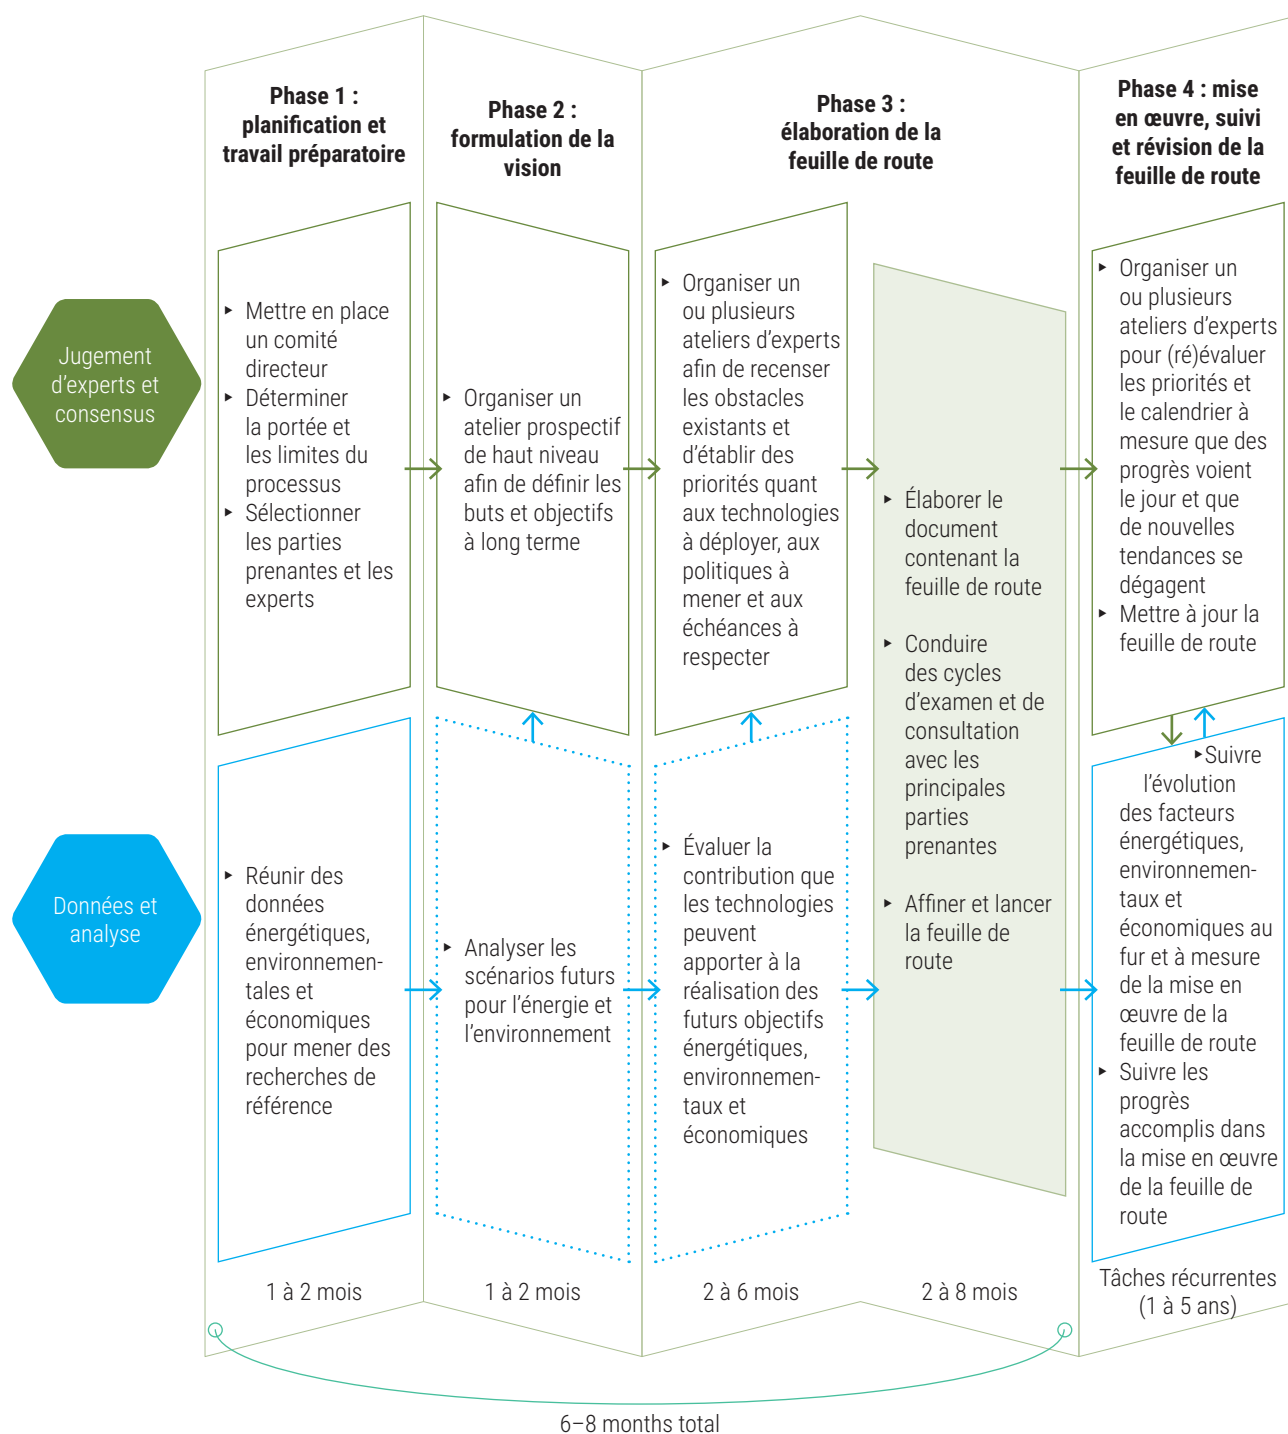 Phase 1 :
planification et
travail préparatoire
Phase 2 :
formulation de la
vision
Phase 3 :
élaboration de la
feuille de route
Phase 4 : mise
en œuvre, suivi
et révision de la
feuille de route
Jugement
d’experts et
consensus
‣ Mettre en place
un comité
directeur
‣ Déterminer
la portée et
les limites du
processus
‣ Sélectionner
les parties
prenantes et les
experts
‣ Organiser un
atelier prospectif
de haut niveau
afin de définir les
buts et objectifs
à long terme
‣ Organiser un
ou plusieurs
ateliers d’experts
afin de recenser
les obstacles
existants et
d’établir des
priorités quant
aux technologies
à déployer, aux
politiques à
mener et aux
échéances à
respecter
‣ Élaborer le
document
contenant la
feuille de route
‣ Conduire
des cycles
d’examen et de
consultation
avec les
principales
parties
prenantes
‣ Affiner et lancer
la feuille de
route
‣ Organiser un
ou plusieurs
ateliers d’experts
pour (ré)évaluer
les priorités et
le calendrier à
mesure que des
progrès voient
le jour et que
de nouvelles
tendances se
dégagent
‣ Mettre à jour la
feuille de route
Données et
analyse
‣ Réunir des
données
énergétiques,
environnemen-
tales et
économiques
pour mener des
recherches de
référence
‣ Analyser les
scénarios futurs
pour l’énergie et
l’environnement
‣ Évaluer la
contribution que
les technologies
peuvent
apporter à la
réalisation des
futurs objectifs
énergétiques,
environnemen-
taux et
économiques
‣Suivre
l’évolution
des facteurs
énergétiques,
environnemen-
taux et
économiques au
fur et à mesure
de la mise en
œuvre de la
feuille de route
‣ Suivre les
progrès
accomplis dans
la mise en œuvre
de la feuille de
route
1 à 2 mois
1 à 2 mois
2 à 6 mois
2 à 8 mois
Tâches récurrentes
(1 à 5 ans)
6–8 months total